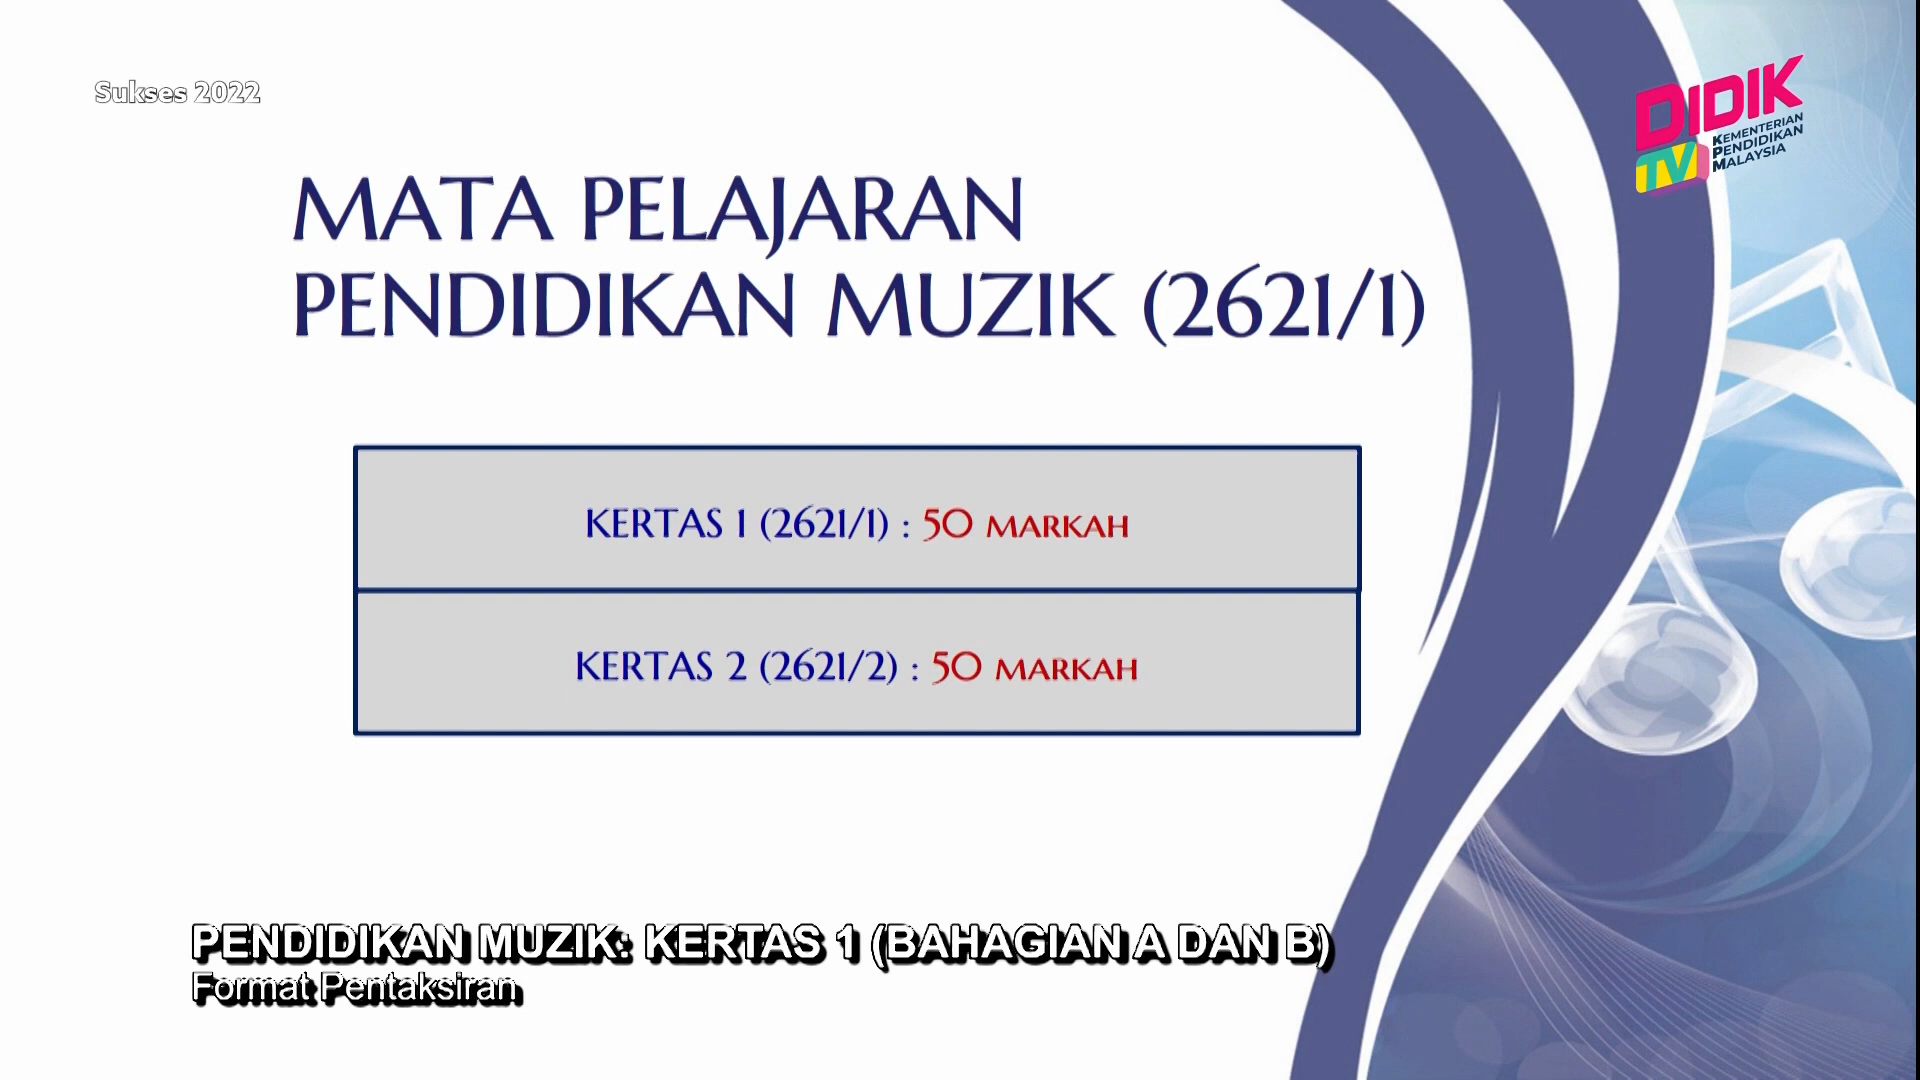 Sukses 2022
DIDIK
TV
KEMENTERIAN
PENDIDIKAN
MALAYSIA
MATA PELAJARAN
PENDIDIKAN MUZIK (2621/1)
KERTAS 1 (2621/1) : 50 MARKAH
KERTAS 2 (2621/2) : 50 MARKAH
PENDIDIKAN MUZIK: KERTAS 1 (BAHAGIAN A DAN B)
Format Pentaksiran